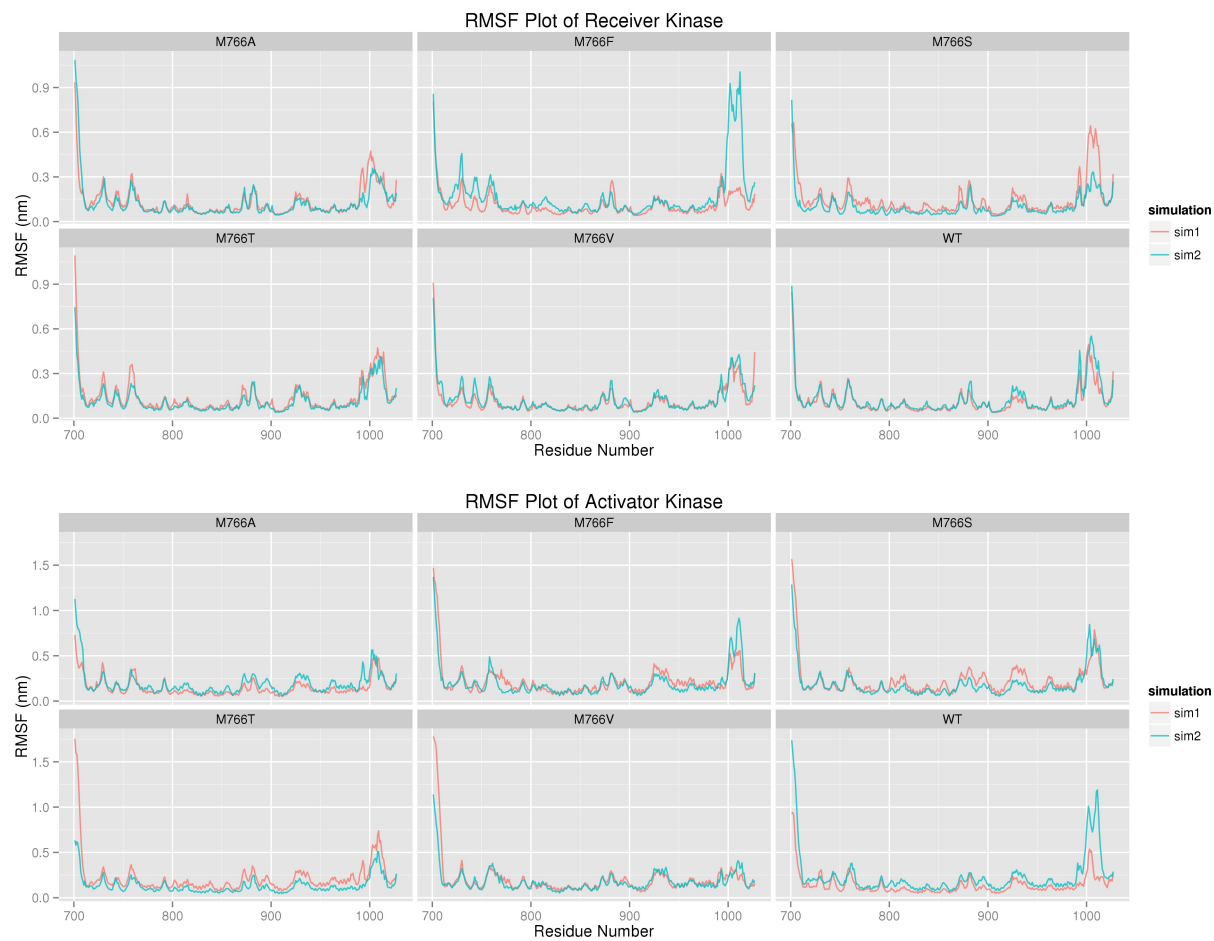 RMSF Plot of Receiver Kinase
M766A M766F M766S
0.9
0.6
0.3
0.0
M766T M766V WT
0.9
0.6
0.3
0.0
700 800 900 1000 700 800 900 1000 700 800 900 1000
Residue Number
RMSF (nm)
simulation
sim1
sim2
RMSF Plot of Activator Kinase
M766A M766F M766S
1.5
1.0
0.5
0.0
M766T M766V WT
1.5
1.0
0.5
0.0
700 800 900 1000 700 800 900 1000 700 800 900 1000
Residue Number
RMSF (nm)
simulation
sim1
sim2